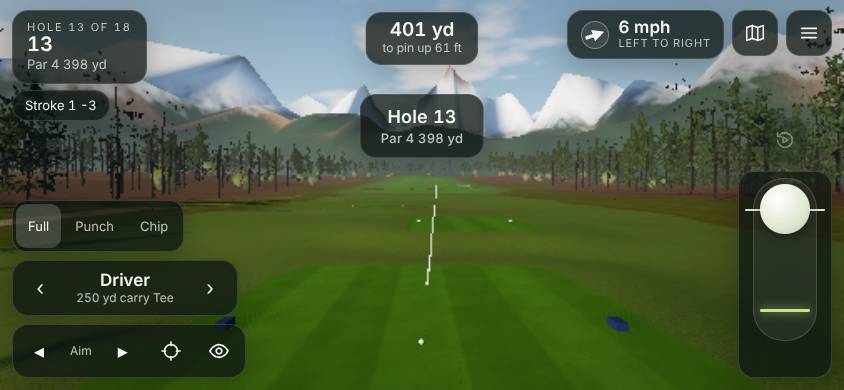 HOLE 13 OF 18
13
Par 4 398 yd
Stroke 1 -3
401 yd
to pin up 61 ft
6 mph
LEFT TO RIGHT
Hole 13
Par 4 398 yd
Full Punch Chip
Driver
250 yd carry Tee
Aim